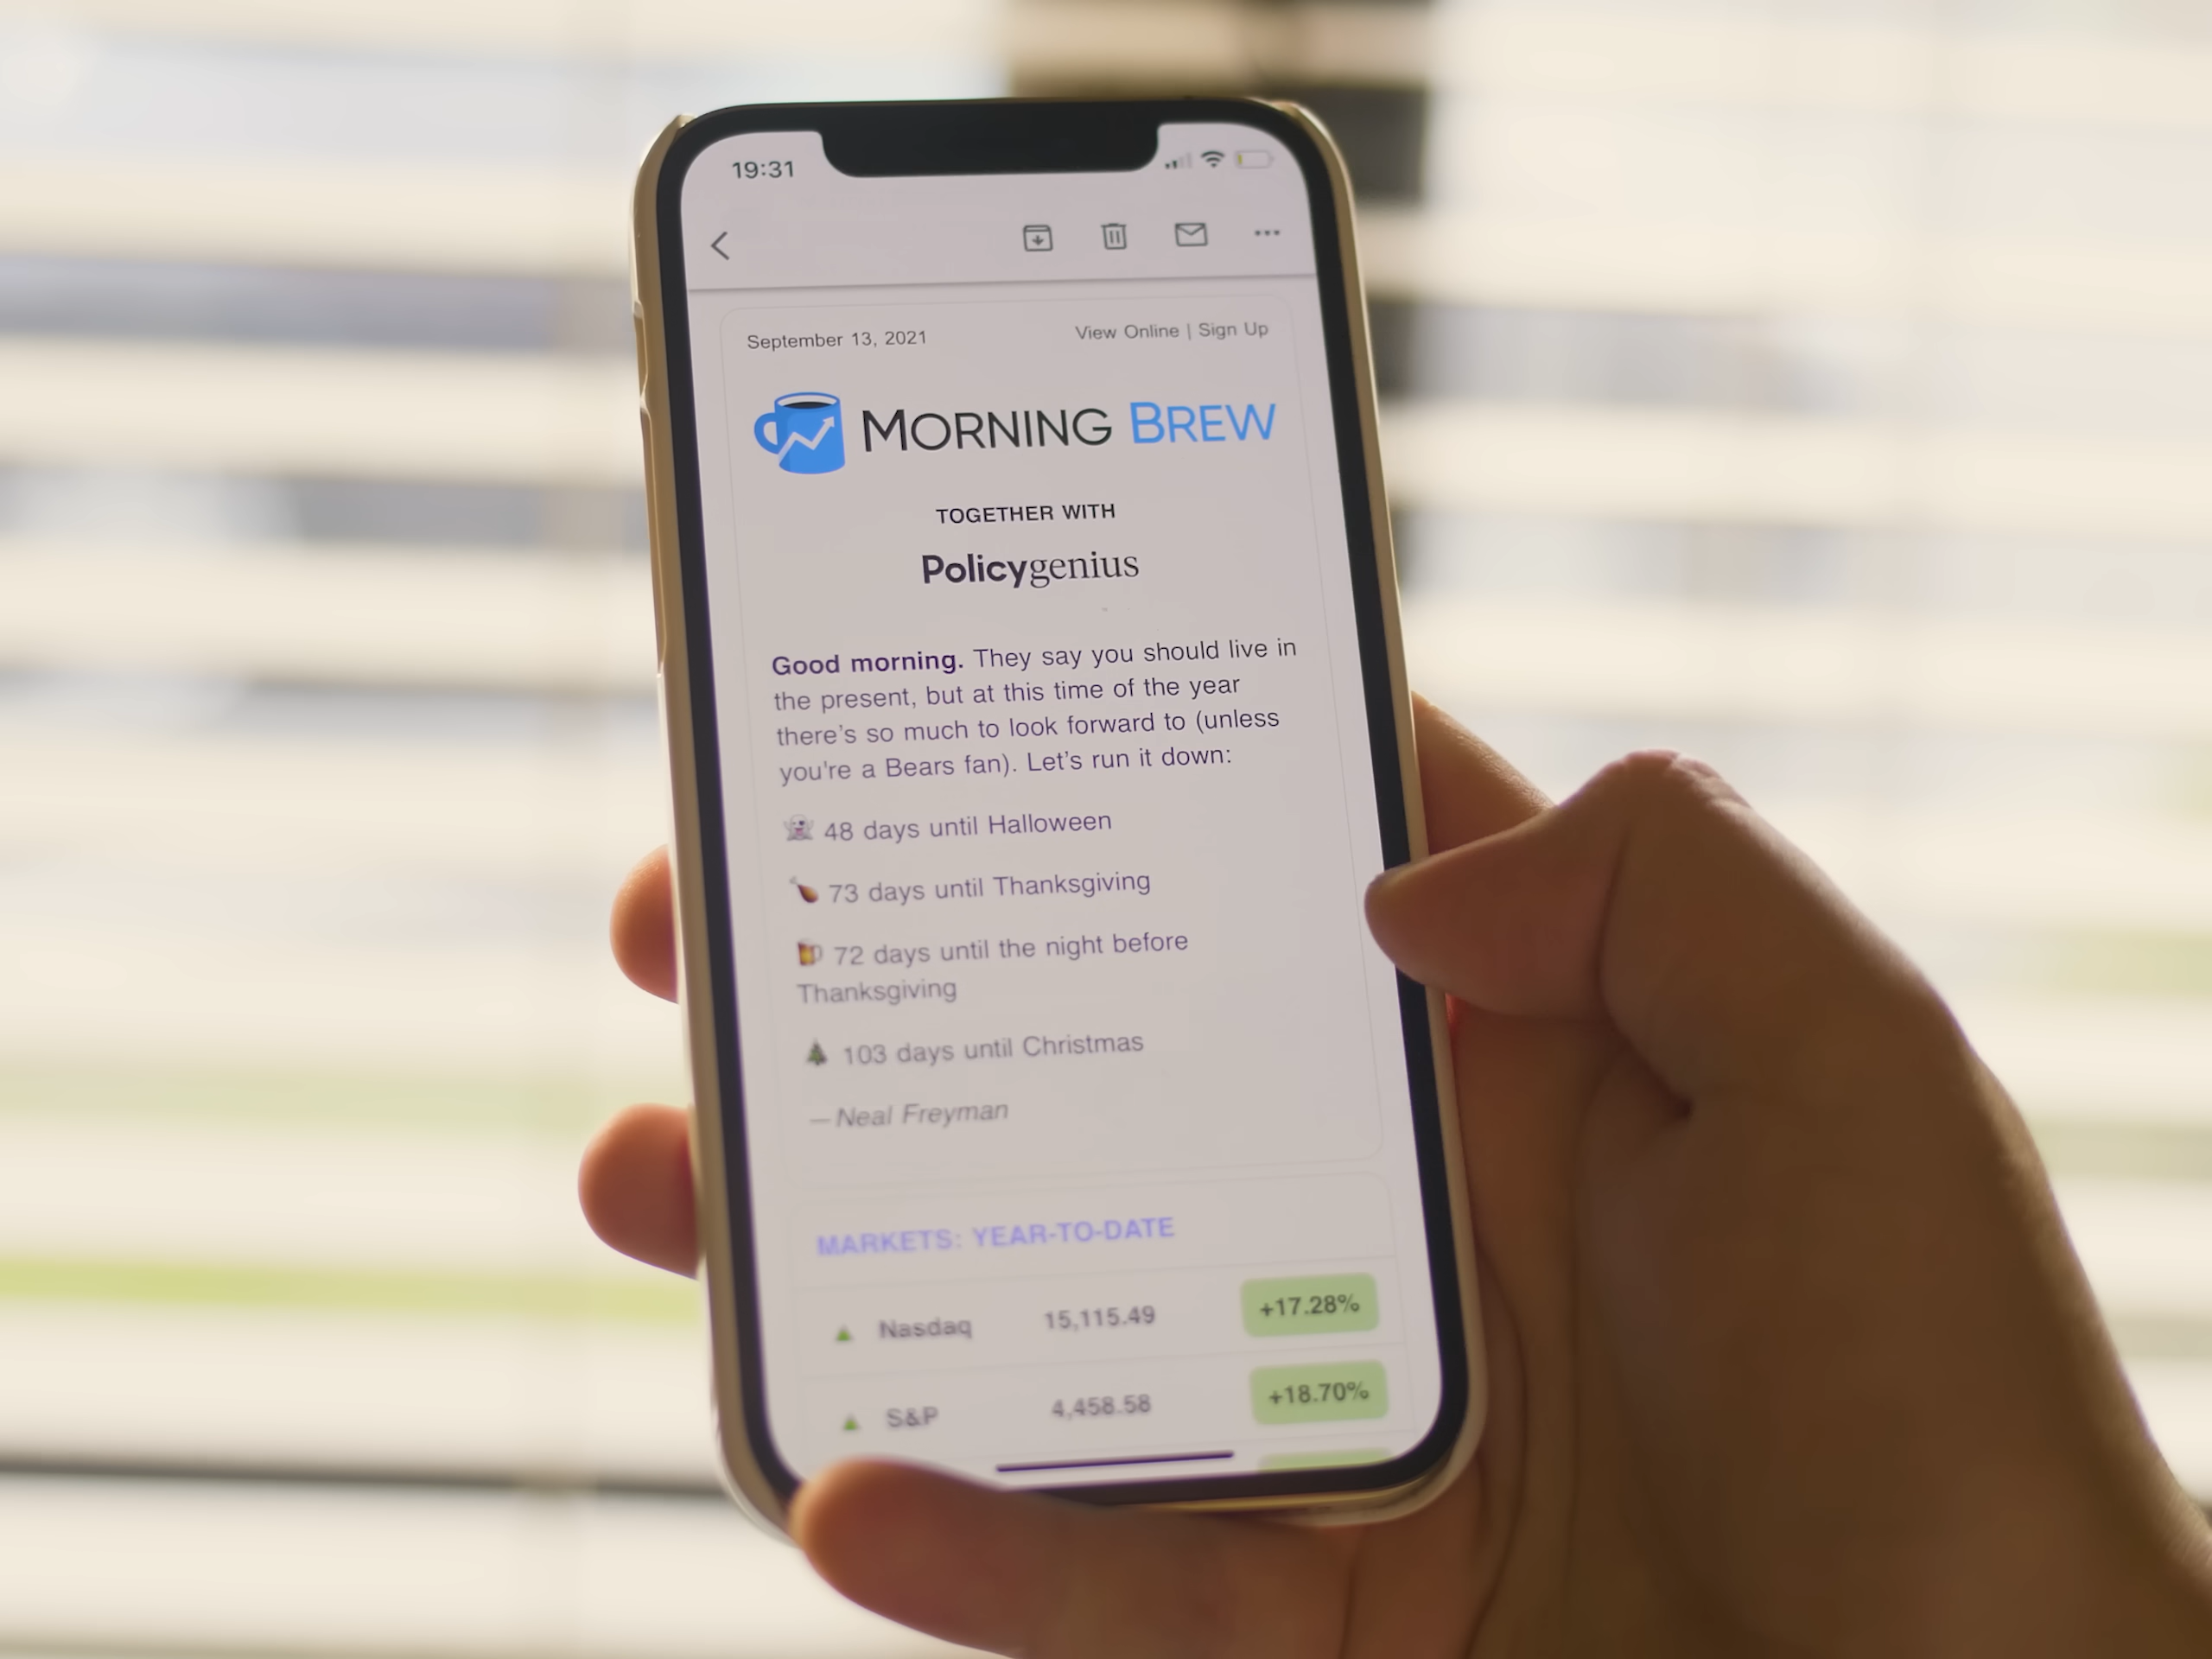 19:31
September 13, 2021
View Online | Sign Up
MORNING BREW
TOGETHER WITH
Policygenius
Good morning. They say you should live in
the present, but at this time of the year
there's so much to look forward to (unless
you're a Bears fan). Let's run it down:
👻 48 days until Halloween
🍗 73 days until Thanksgiving
🍺 72 days until the night before
Thanksgiving
🎄 103 days until Christmas
— Neal Freyman
MARKETS: YEAR-TO-DATE
▲ Nasdaq 15,115.49 +17.28%
▲ S&P 4,458.58 +18.70%